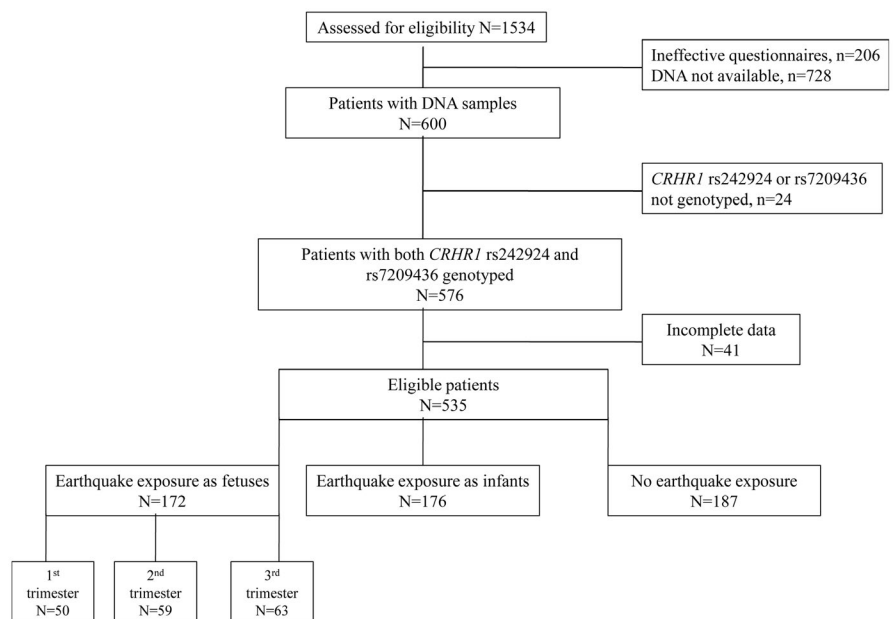 Assessed for eligibility N=1534
Ineffective questionnaires, n=206
DNA not available, n=728
Patients with DNA samples
N=600
CRHR1 rs242924 or rs7209436
not genotyped, n=24
Patients with both CRHR1 rs242924 and
rs7209436 genotyped
N=576
Incomplete data
N=41
Eligible patients
N=535
Earthquake exposure as fetuses
N=172
Earthquake exposure as infants
N=176
No earthquake exposure
N=187
1st
trimester
N=50
2nd
trimester
N=59
3rd
trimester
N=63